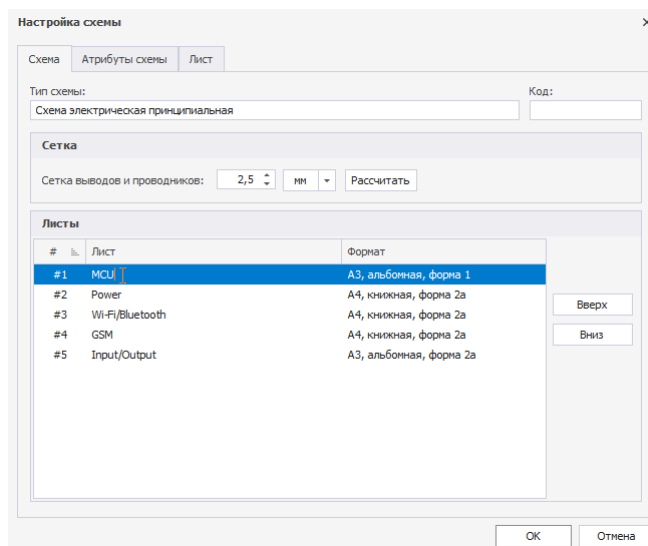 Настройка схемы
Схема Атрибуты схемы Лист
Тип схемы: Код:
Схема электрическая принципиальная
Сетка
Сетка выводов и проводников: 2,5 мм Рассчитать
Листы
# Лист Формат
#1 MCU А3, альбомная, форма 1
#2 Power А4, книжная, форма 2а
#3 Wi-Fi/Bluetooth А4, книжная, форма 2а
#4 GSM А4, книжная, форма 2а
#5 Input/Output А3, альбомная, форма 2а
Вверх
Вниз
ОК Отмена